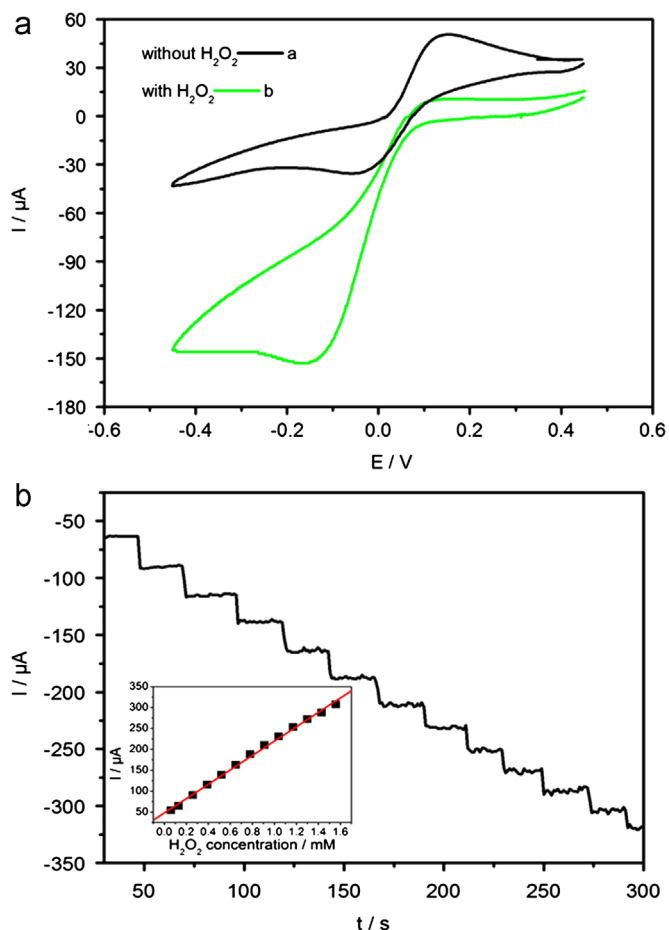 a
60
30
0
-30
-60
-90
-120
-150
-180
I / µA
without H₂O₂ a
with H₂O₂ b
-0.6 -0.4 -0.2 0.0 0.2 0.4 0.6
E / V
b
-50
-100
-150
-200
-250
-300
-350
I / µA
350
300
250
200
150
100
50
I / µA
0.0 0.2 0.4 0.6 0.8 1.0 1.2 1.4 1.6
H₂O₂ concentration / mM
50 100 150 200 250 300
t / s